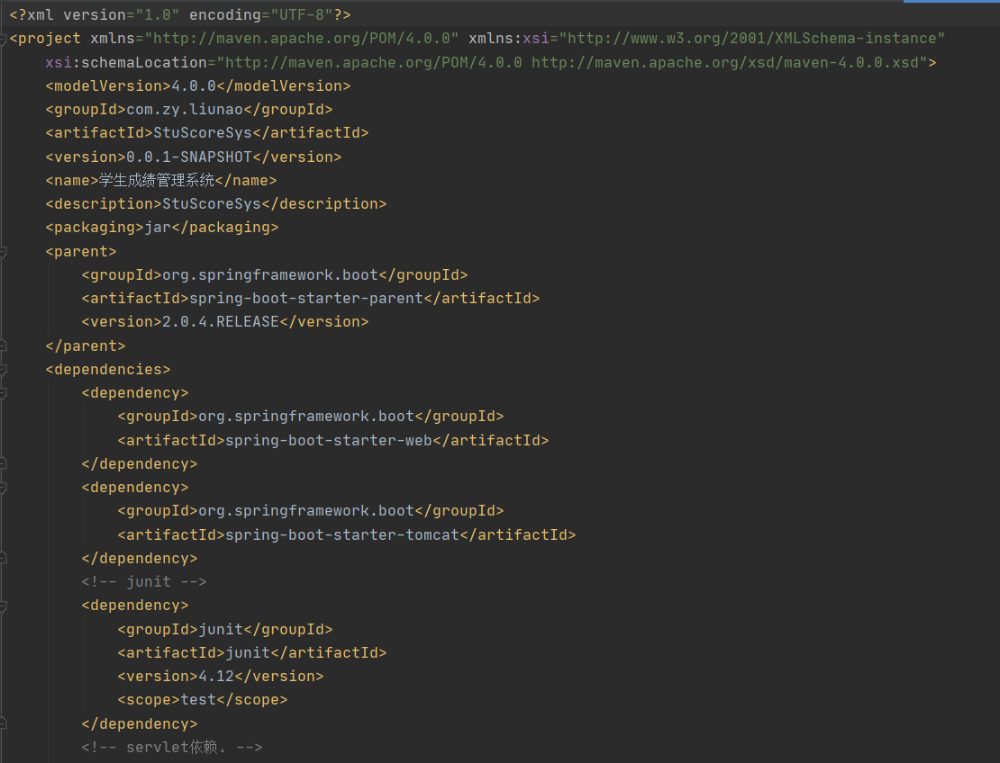 <?xml version="1.0" encoding="UTF-8"?>
<project xmlns="http://maven.apache.org/POM/4.0.0" xmlns:xsi="http://www.w3.org/2001/XMLSchema-instance"
    xsi:schemaLocation="http://maven.apache.org/POM/4.0.0 http://maven.apache.org/xsd/maven-4.0.0.xsd">
    <modelVersion>4.0.0</modelVersion>
    <groupId>com.zy.liunao</groupId>
    <artifactId>StuScoreSys</artifactId>
    <version>0.0.1-SNAPSHOT</version>
    <name>学生成绩管理系统</name>
    <description>StuScoreSys</description>
    <packaging>jar</packaging>
    <parent>
        <groupId>org.springframework.boot</groupId>
        <artifactId>spring-boot-starter-parent</artifactId>
        <version>2.0.4.RELEASE</version>
    </parent>
    <dependencies>
        <dependency>
            <groupId>org.springframework.boot</groupId>
            <artifactId>spring-boot-starter-web</artifactId>
        </dependency>
        <dependency>
            <groupId>org.springframework.boot</groupId>
            <artifactId>spring-boot-starter-tomcat</artifactId>
        </dependency>
        <!-- junit -->
        <dependency>
            <groupId>junit</groupId>
            <artifactId>junit</artifactId>
            <version>4.12</version>
            <scope>test</scope>
        </dependency>
        <!-- servlet依赖. -->